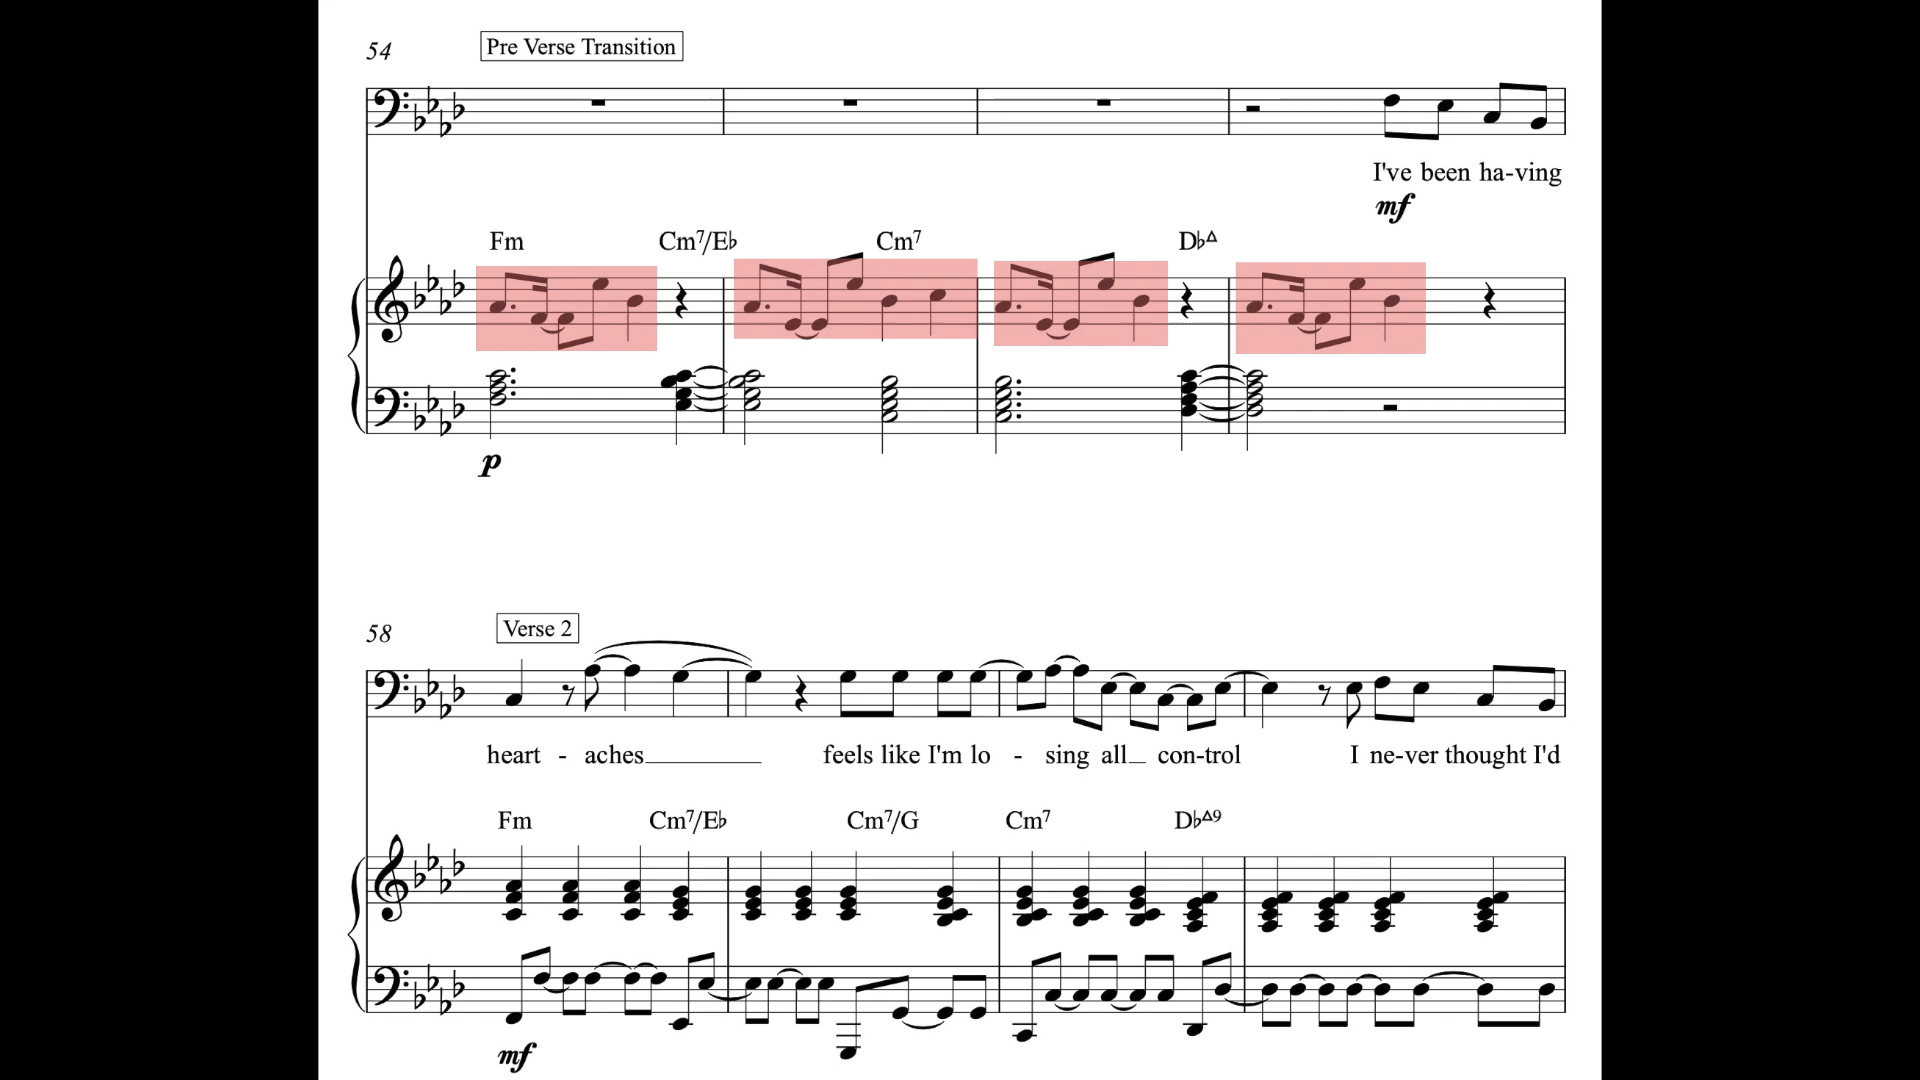 54 Pre Verse Transition
I've been ha-ving
mf
Fm Cm7/E♭ Cm7 D♭Δ
p
58 Verse 2
heart - aches feels like I'm lo - sing all con-trol I ne-ver thought I'd
Fm Cm7/E♭ Cm7/G Cm7 D♭Δ9
mf